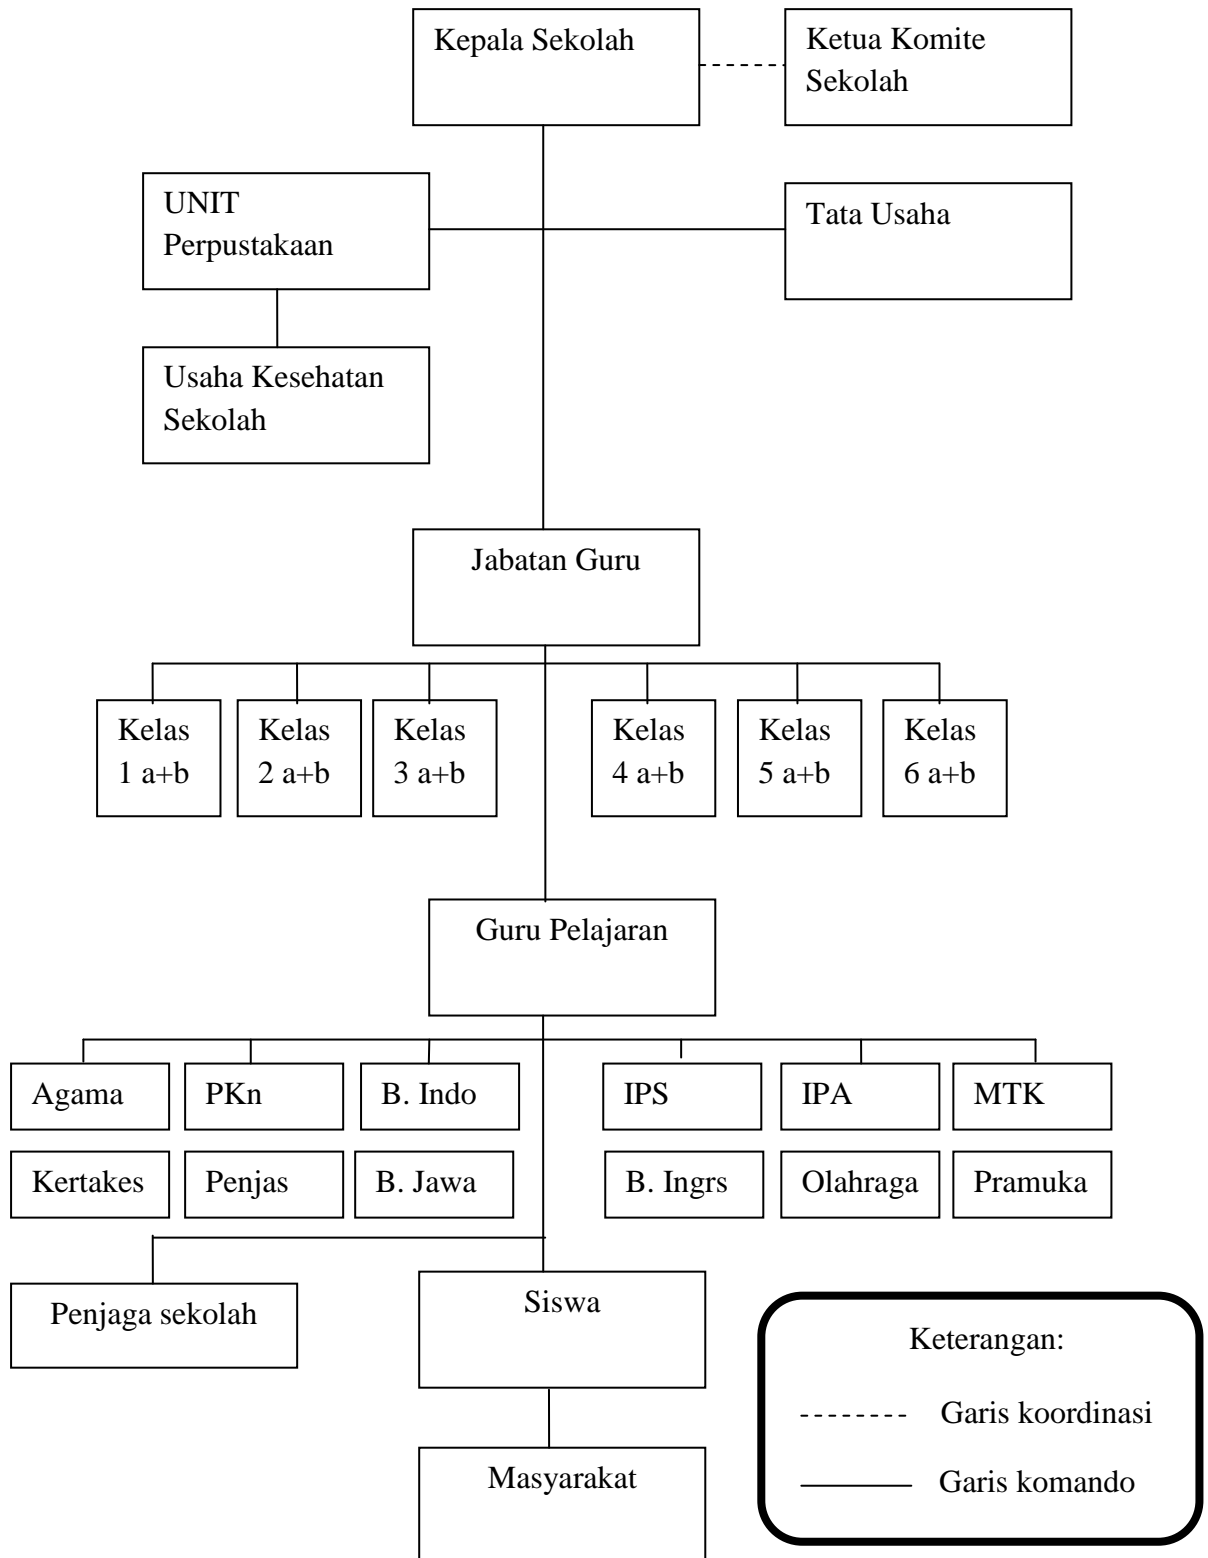 Kepala Sekolah
Ketua Komite
Sekolah
UNIT
Perpustakaan
Tata Usaha
Usaha Kesehatan
Sekolah
Jabatan Guru
Kelas
1 a+b
Kelas
2 a+b
Kelas
3 a+b
Kelas
4 a+b
Kelas
5 a+b
Kelas
6 a+b
Guru Pelajaran
Agama
PKn
B. Indo
IPS
IPA
MTK
Kertakes
Penjas
B. Jawa
B. Ingrs
Olahraga
Pramuka
Penjaga sekolah
Siswa
Masyarakat
Keterangan:
Garis koordinasi
Garis komando